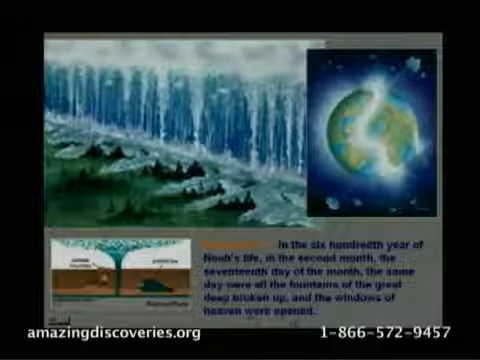 In the six hundredth year of
Noah's life, in the second month, the
seventeenth day of the month, the same
day were all the fountains of the great
deep broken up, and the windows of
heaven were opened.
amazingdiscoveries.org
1-866-572-9457